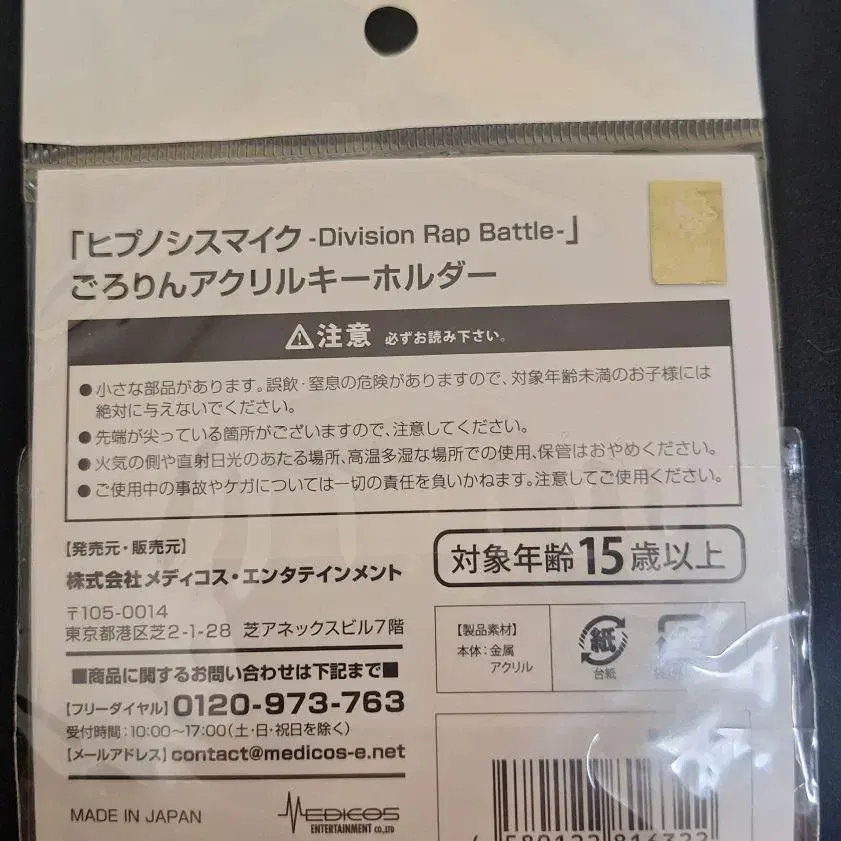 「ヒプノシスマイク -Division Rap Battle-」
ごろりんアクリルキーホルダー
注意 必ずお読み下さい。
●小さな部品があります。誤飲・窒息の危険がありますので、対象年齢未満のお子様には
絶対に与えないでください。
●先端が尖っている箇所がございますので、注意してください。
●火気の側や直射日光のあたる場所、高温多湿な場所での使用、保管はおやめください。
●ご使用中の事故やケガについては一切の責任を負いかねます。注意してご使用ください。
【発売元・販売元】
株式会社メディコス・エンタテインメント
〒105-0014
東京都港区芝2-1-28 芝アネックスビル7階
■商品に関するお問い合わせは下記まで■
【フリーダイヤル】0120-973-763
受付時間:10:00~17:00(土・日・祝日を除く)
【メールアドレス】contact@medicos-e.net
MADE IN JAPAN
MEDICOS
ENTERTAINMENT CO.,LTD
対象年齢15歳以上
【製品素材】
本体:金属
アクリル
紙
台紙
4 580122 816333